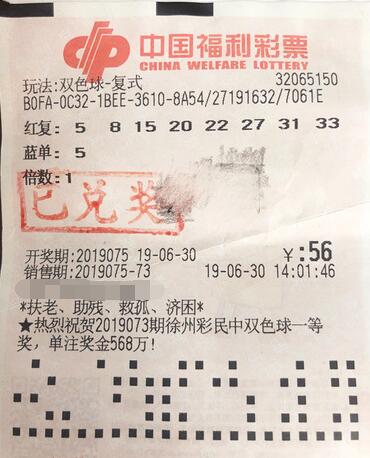 中国福利彩票
CHINA WELFARE LOTTERY
玩法:双色球-复式 32065150
B0FA-0C32-1BEE-3610-8A54/27191632/7061E
红复: 5 8 15 20 22 27 31 33
蓝单: 5
倍数:1
已兑奖
开奖期:2019075 19-06-30 ¥:56
销售期:2019075-73 19-06-30 14:01:46
*扶老、助残、救孤、济困*
★热烈祝贺2019073期徐州彩民中双色球一等
奖,单注奖金568万!